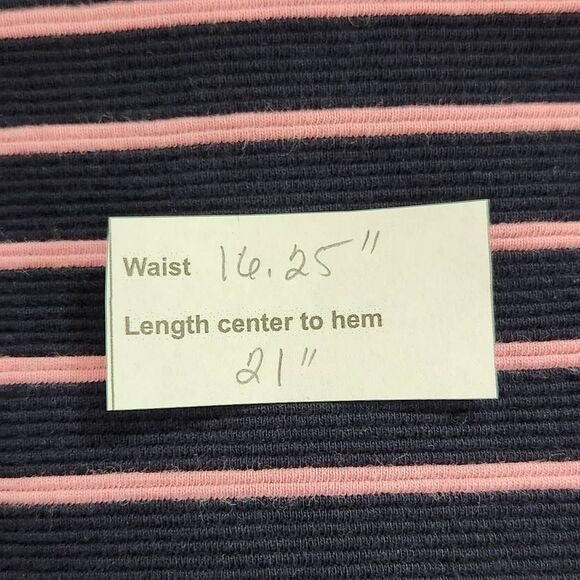 Waist 16.25"
Length center to hem
21"